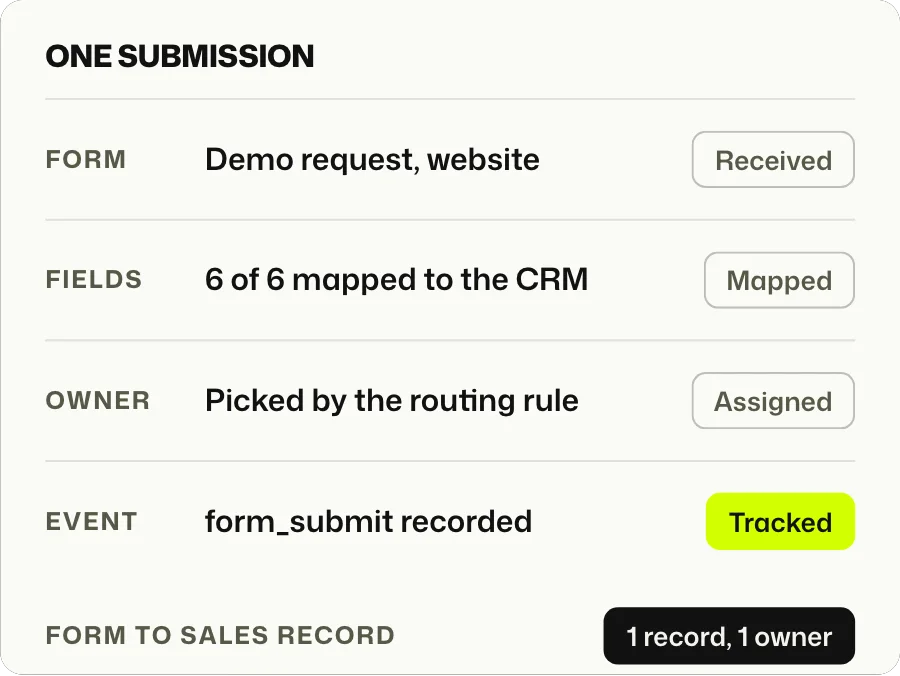 ONE SUBMISSION
FORM Demo request, website Received
FIELDS 6 of 6 mapped to the CRM Mapped
OWNER Picked by the routing rule Assigned
EVENT form_submit recorded Tracked
FORM TO SALES RECORD 1 record, 1 owner